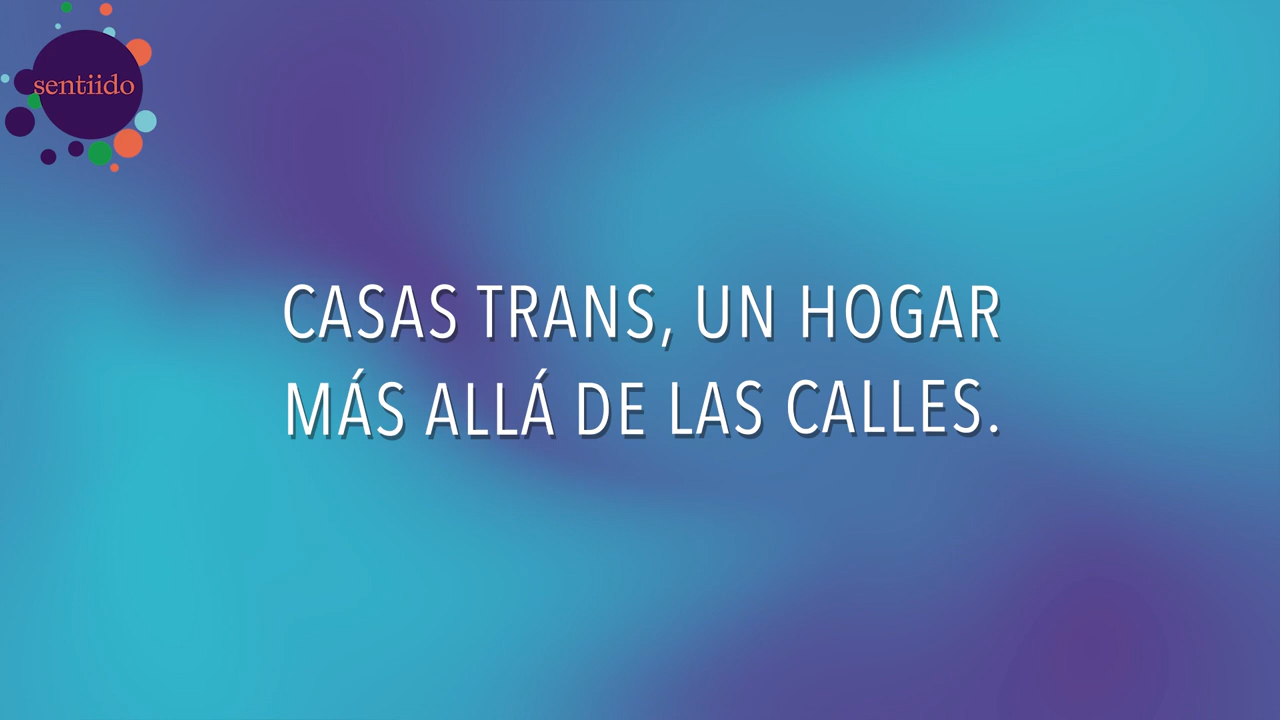 sentiido
CASAS TRANS, UN HOGAR
MÁS ALLÁ DE LAS CALLES.